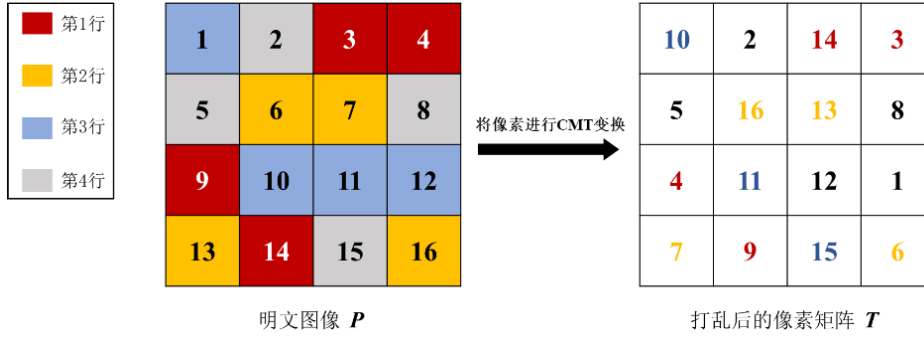 第1行
第2行
第3行
第4行
1 2 3 4
5 6 7 8
9 10 11 12
13 14 15 16
明文图像 P
将像素进行CMT变换
10 2 14 3
5 16 13 8
4 11 12 1
7 9 15 6
打乱后的像素矩阵 T